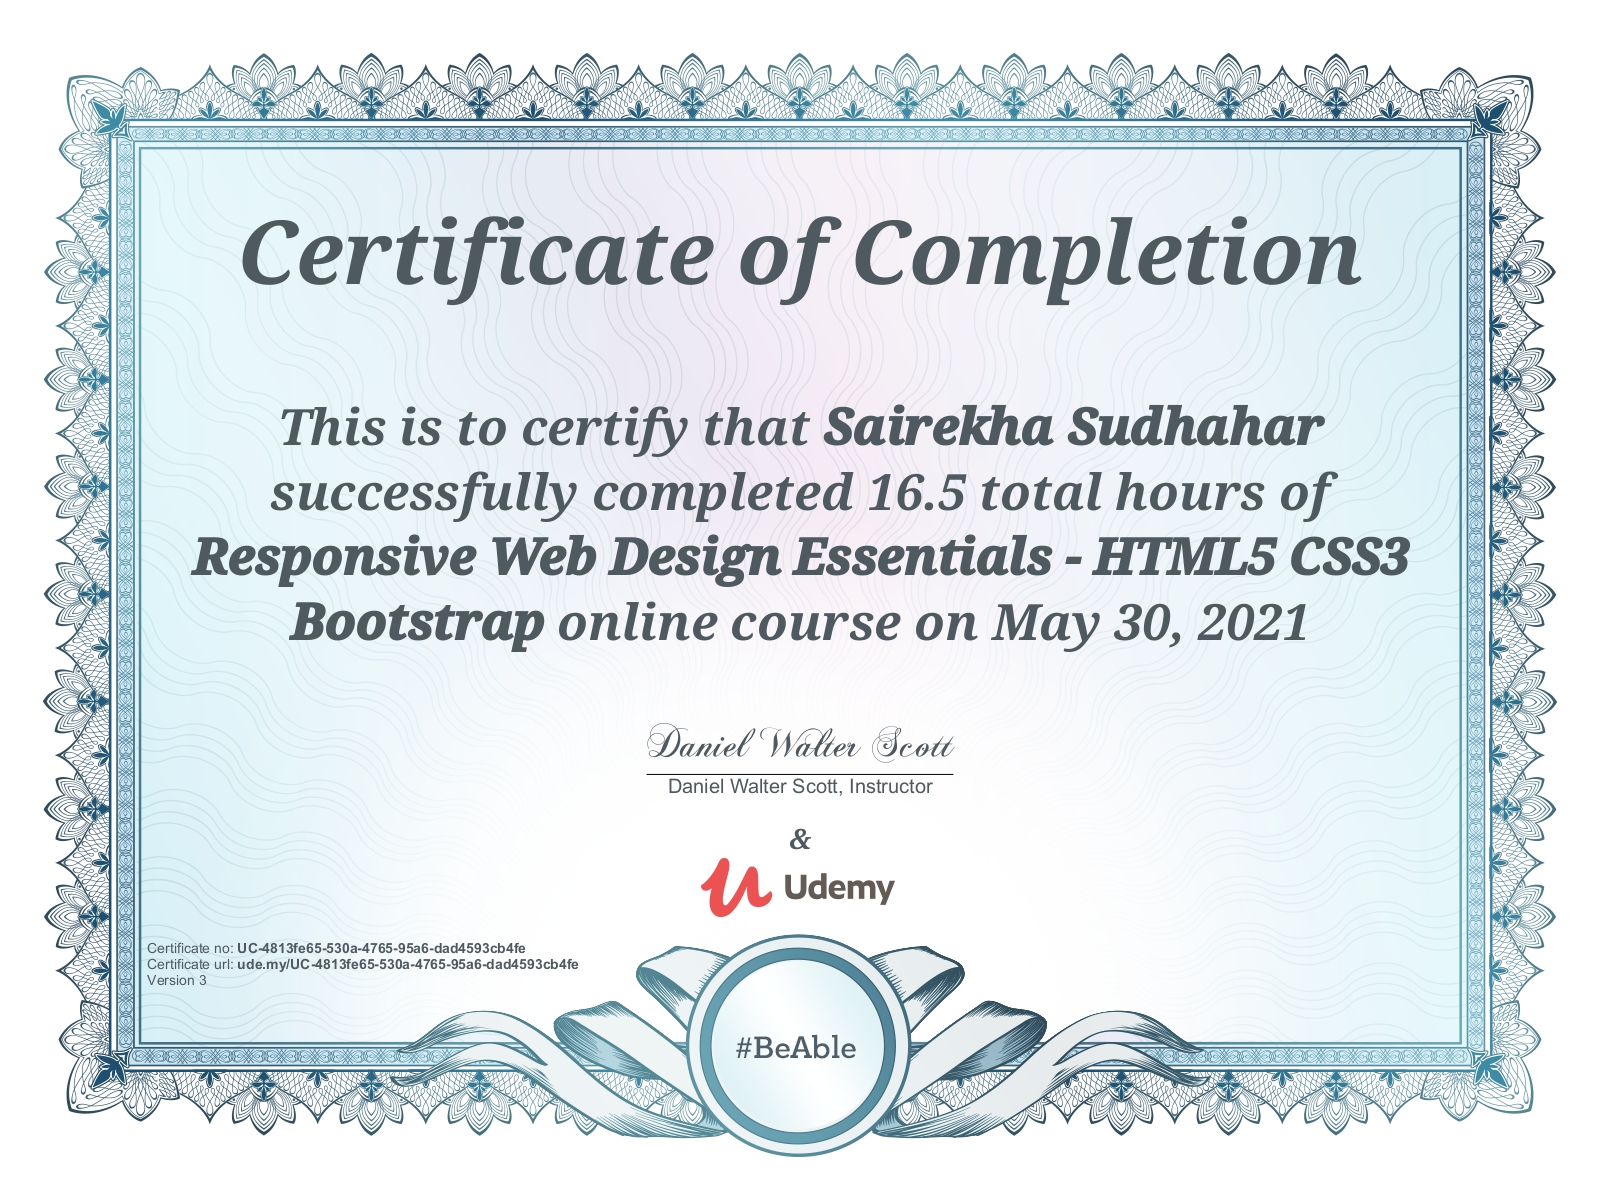 Certificate of Completion
This is to certify that Sairekha Sudhahar
successfully completed 16.5 total hours of
Responsive Web Design Essentials - HTML5 CSS3
Bootstrap online course on May 30, 2021
Daniel Walter Scott
Daniel Walter Scott, Instructor
&
Udemy
Certificate no: UC-4813fe65-530a-4765-95a6-dad4593cb4fe
Certificate url: ude.my/UC-4813fe65-530a-4765-95a6-dad4593cb4fe
Version 3
#BeAble